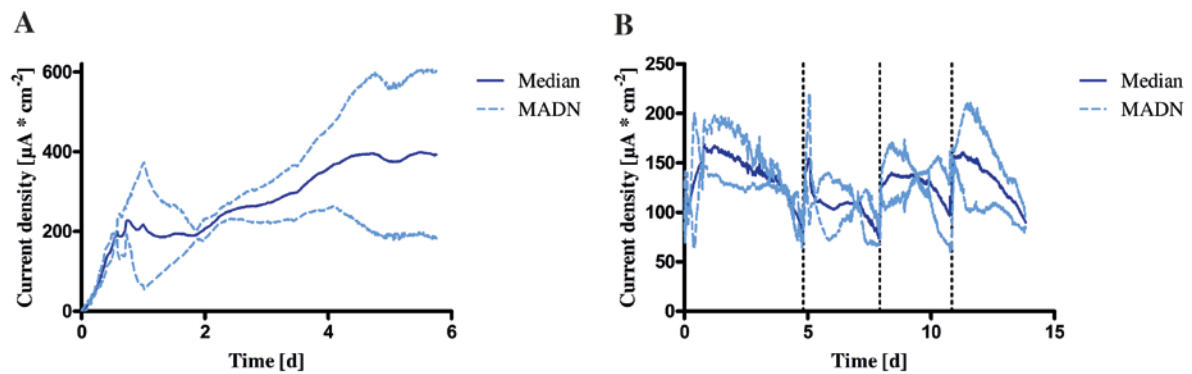 A
Current density [µA * cm-2]
600
400
200
0
0 2 4 6
Time [d]
Median
MADN
B
Current density [µA * cm-2]
250
200
150
100
50
0
0 5 10 15
Time [d]
Median
MADN